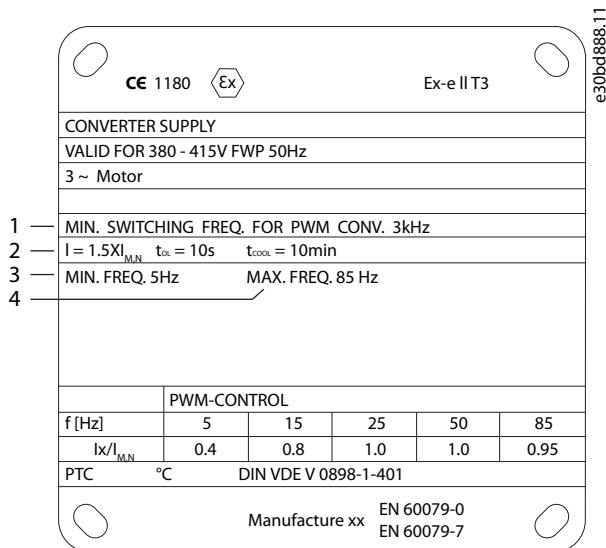 e30bd888.11
CE 1180 Ex Ex-e ll T3
CONVERTER SUPPLY
VALID FOR 380 - 415V FWP 50Hz
3 ~ Motor
1 MIN. SWITCHING FREQ. FOR PWM CONV. 3kHz
2 l = 1.5XI M,N t OL = 10s t COOL = 10min
3 MIN. FREQ. 5Hz MAX. FREQ. 85 Hz
4
PWM-CONTROL
f [Hz] 5 15 25 50 85
Ix/I M,N 0.4 0.8 1.0 1.0 0.95
PTC °C DIN VDE V 0898-1-401
Manufacture xx EN 60079-0
EN 60079-7